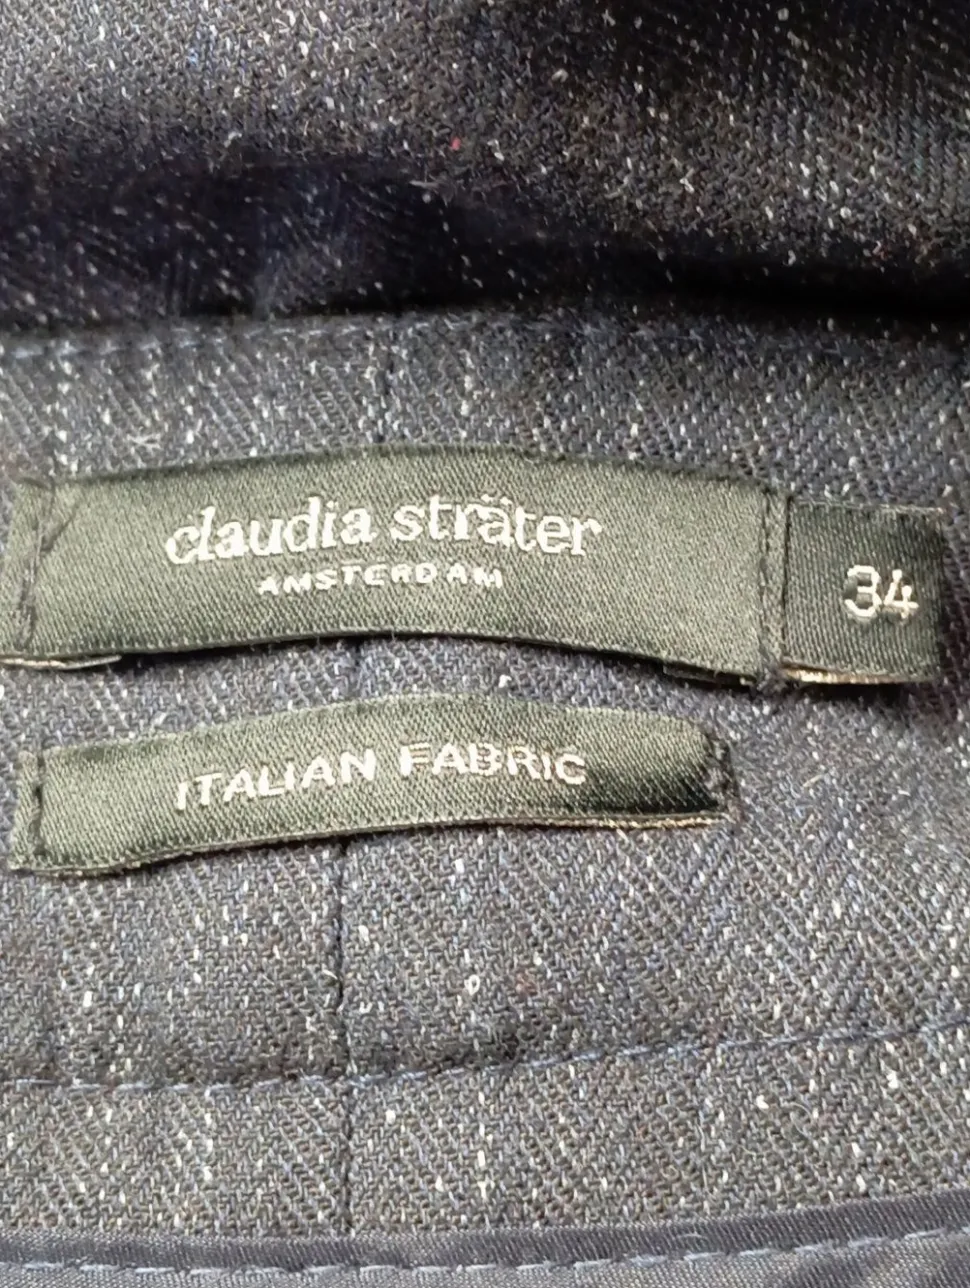 claudia sträter
AMSTERDAM
34
ITALIAN FABRIC